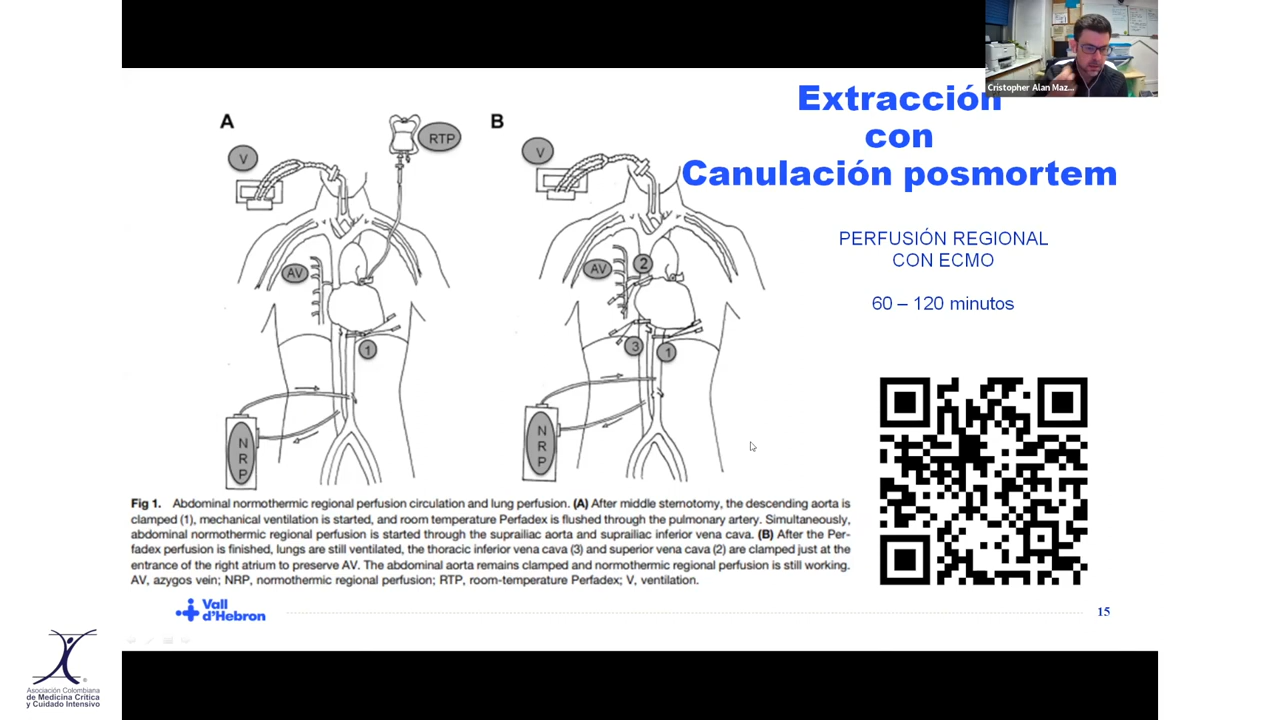 Cristopher Alan Maz...
Extracción
con
Canulación posmortem
PERFUSIÓN REGIONAL
CON ECMO
60 – 120 minutos
A
V
RTP
AV
1
N
R
P
B
V
AV
2
3
1
N
R
P
Fig 1. Abdominal normothermic regional perfusion circulation and lung perfusion. (A) After middle sternotomy, the descending aorta is
clamped (1), mechanical ventilation is started, and room temperature Perfadex is flushed through the pulmonary artery. Simultaneously,
abdominal normothermic regional perfusion is started through the suprailiac aorta and suprailiac inferior vena cava. (B) After the Per-
fadex perfusion is finished, lungs are still ventilated, the thoracic inferior vena cava (3) and superior vena cava (2) are clamped just at the
entrance of the right atrium to preserve AV. The abdominal aorta remains clamped and normothermic regional perfusion is still working.
AV, azygos vein; NRP, normothermic regional perfusion; RTP, room-temperature Perfadex; V, ventilation.
Vall
d'Hebron
15
Asociación Colombiana
de Medicina Crítica
y Cuidado Intensivo